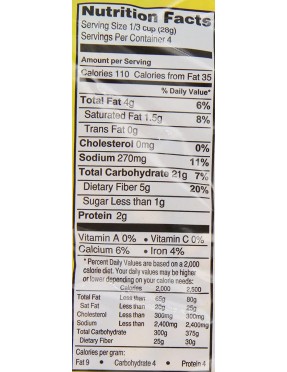 Nutrition Facts
Serving Size 1/3 cup (28g)
Servings Per Container 4
Amount per Serving
Calories 110 Calories from Fat 35
% Daily Value*
Total Fat 4g 6%
Saturated Fat 1.5g 8%
Trans Fat 0g
Cholesterol 0mg 0%
Sodium 270mg 11%
Total Carbohydrate 21g 7%
Dietary Fiber 5g 20%
Sugar Less than 1g
Protein 2g
Vitamin A 0% • Vitamin C 0%
Calcium 6% • Iron 4%
*Percent Daily Values are based on a 2,000
calorie diet. Your daily values may be higher
or lower depending on your calorie needs:
Calories 2,000 2,500
Total Fat Less than 65g 80g
Sat Fat Less than 20g 25g
Cholesterol Less than 300mg 300mg
Sodium Less than 2,400mg 2,400mg
Total Carbohydrate 300g 375g
Dietary Fiber 25g 30g
Calories per gram:
Fat 9 • Carbohydrate 4 • Protein 4